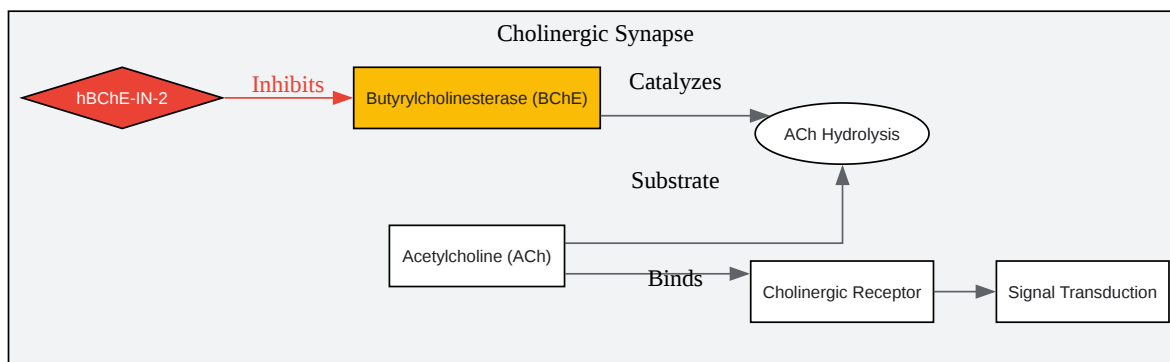 Cholinergic Synapse
hBChE-IN-2
Inhibits
Butyrylcholinesterase (BChE)
Catalyzes
ACh Hydrolysis
Substrate
Acetylcholine (ACh)
Binds
Cholinergic Receptor
Signal Transduction